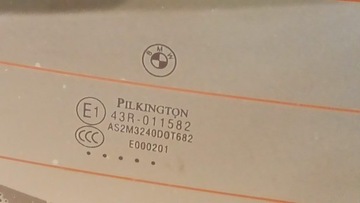 BMW
PILKINGTON
E1 43R-011582
CCC AS2M3240DOT682
E000201